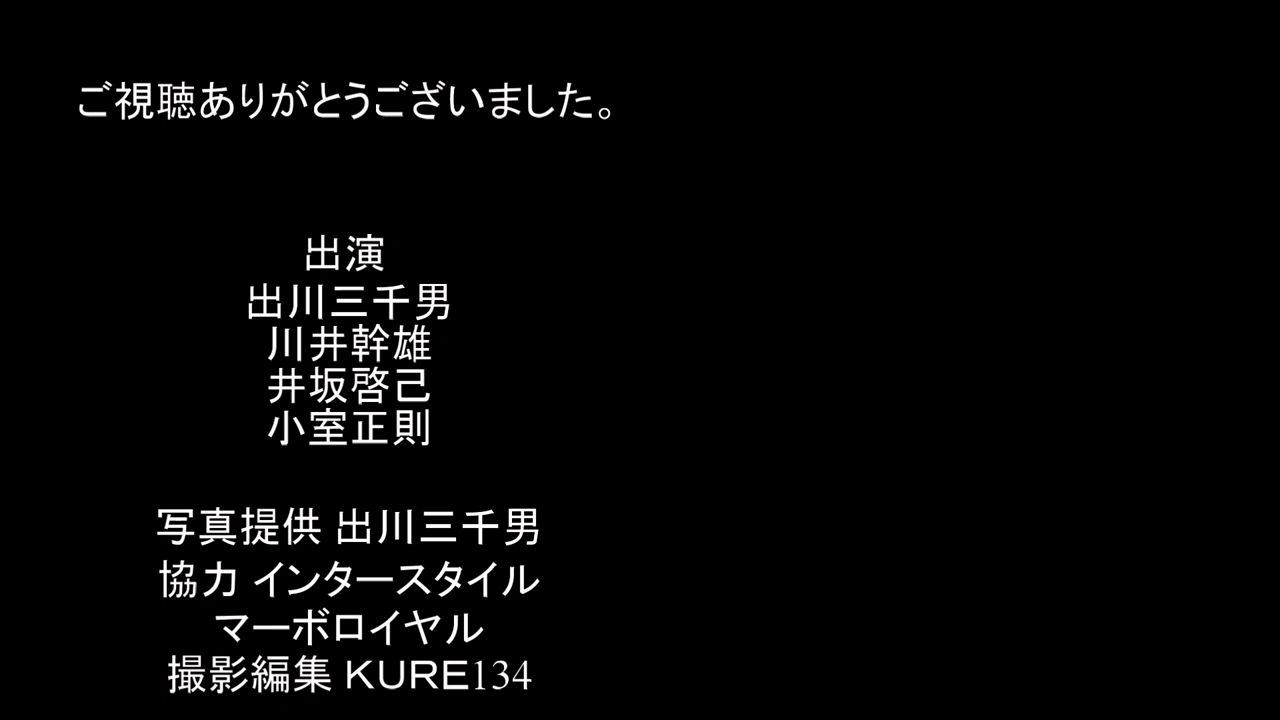 ご視聴ありがとうございました。
出演
出川三千男
川井幹雄
井坂啓己
小室正則
写真提供 出川三千男
協力 インタースタイル
マーボロイヤル
撮影編集 KURE134